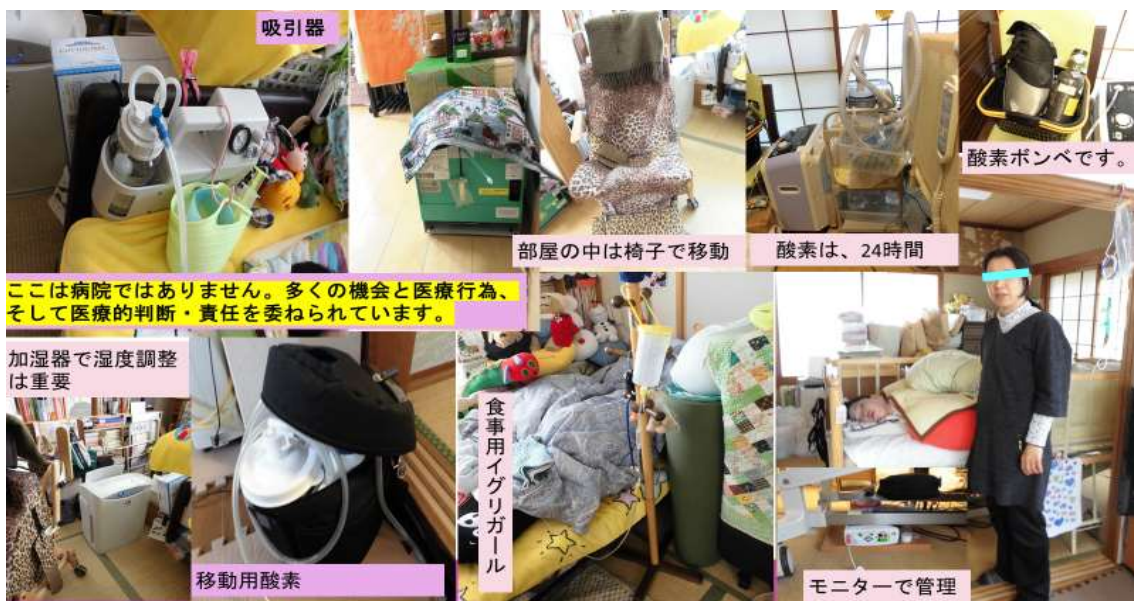 吸引器
酸素ボンベです。
部屋の中は椅子で移動
酸素は、24時間
ここは病院ではありません。多くの機会と医療行為、
そして医療的判断・責任を委ねられています。
加湿器で湿度調整
は重要
食事用イグリガール
移動用酸素
モニターで管理